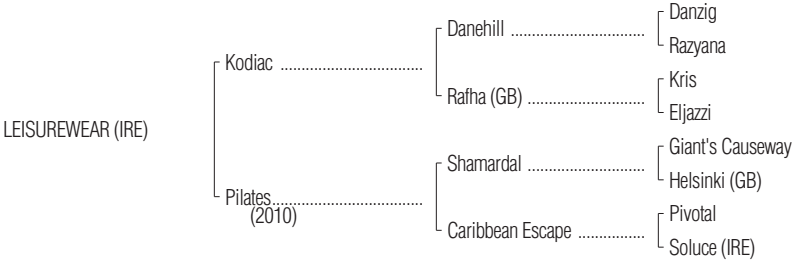 Danzig
Danehill
Razyana
Kodiac
Kris
Rafha (GB)
Eljazzi
LEISUREWEAR (IRE)
Giant's Causeway
Shamardal
Helsinki (GB)
Pilates
(2010)
Pivotal
Caribbean Escape
Soluce (IRE)